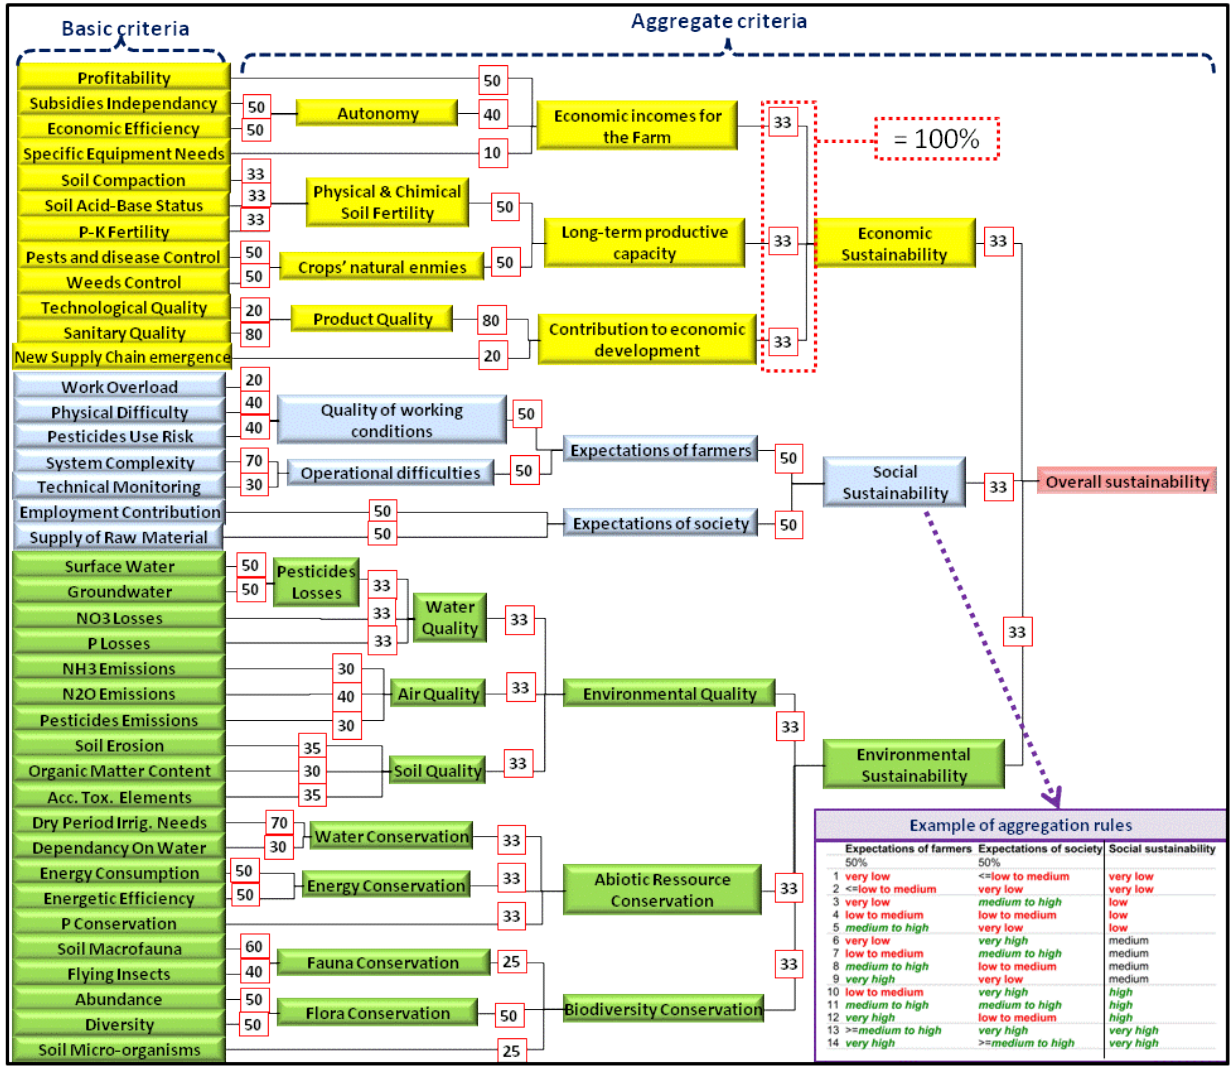 Basic criteria
Aggregate criteria
Profitability
50
Subsidies Independancy
50
Autonomy
40
Economic Efficiency
50
Economic incomes for
the Farm
33
= 100%
Specific Equipment Needs
10
Soil Compaction
33
Soil Acid-Base Status
33
Physical & Chimical
Soil Fertility
50
P-K Fertility
33
Long-term productive
capacity
33
Economic
Sustainability
33
Pests and disease Control
50
Crops' natural enmies
50
Weeds Control
50
Technological Quality
20
Product Quality
80
Sanitary Quality
80
Contribution to economic
development
33
New Supply Chain emergence
20
Work Overload
20
Physical Difficulty
40
Quality of working
conditions
50
Pesticides Use Risk
40
Expectations of farmers
50
System Complexity
70
Operational difficulties
50
Technical Monitoring
30
Social
Sustainability
33
Overall sustainability
Employment Contribution
50
Expectations of society
50
Supply of Raw Material
50
Surface Water
50
Pesticides
Losses
33
Groundwater
50
NO3 Losses
33
Water
Quality
33
P Losses
33
33
NH3 Emissions
30
N2O Emissions
40
Air Quality
33
Environmental Quality
33
Pesticides Emissions
30
Soil Erosion
35
Organic Matter Content
30
Soil Quality
33
Acc. Tox. Elements
35
Environmental
Sustainability
Dry Period Irrig. Needs
70
Water Conservation
33
Dependancy On Water
30
Energy Consumption
50
Energy Conservation
33
Energetic Efficiency
50
Abiotic Ressource
Conservation
33
P Conservation
33
Soil Macrofauna
60
Fauna Conservation
25
Flying Insects
40
33
Abundance
50
Flora Conservation
50
Biodiversity Conservation
Diversity
50
Soil Micro-organisms
25
Example of aggregation rules
Expectations of farmers Expectations of society Social sustainability
50% 50%
1 very low <=low to medium very low
2 <=low to medium very low very low
3 very low medium to high low
4 low to medium low to medium low
5 medium to high very low low
6 very low very high medium
7 low to medium medium to high medium
8 medium to high low to medium medium
9 very high very low medium
10 low to medium very high high
11 medium to high medium to high high
12 very high low to medium high
13 >=medium to high very high very high
14 very high >=medium to high very high